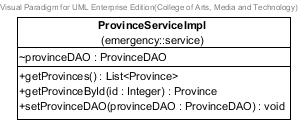 Visual Paradigm for UML Enterprise Edition(College of Arts, Media and Technology)
ProvinceServiceImpl
(emergency::service)
~provinceDAO : ProvinceDAO
+getProvinces() : List<Province>
+getProvinceById(id : Integer) : Province
+setProvinceDAO(provinceDAO : ProvinceDAO) : void